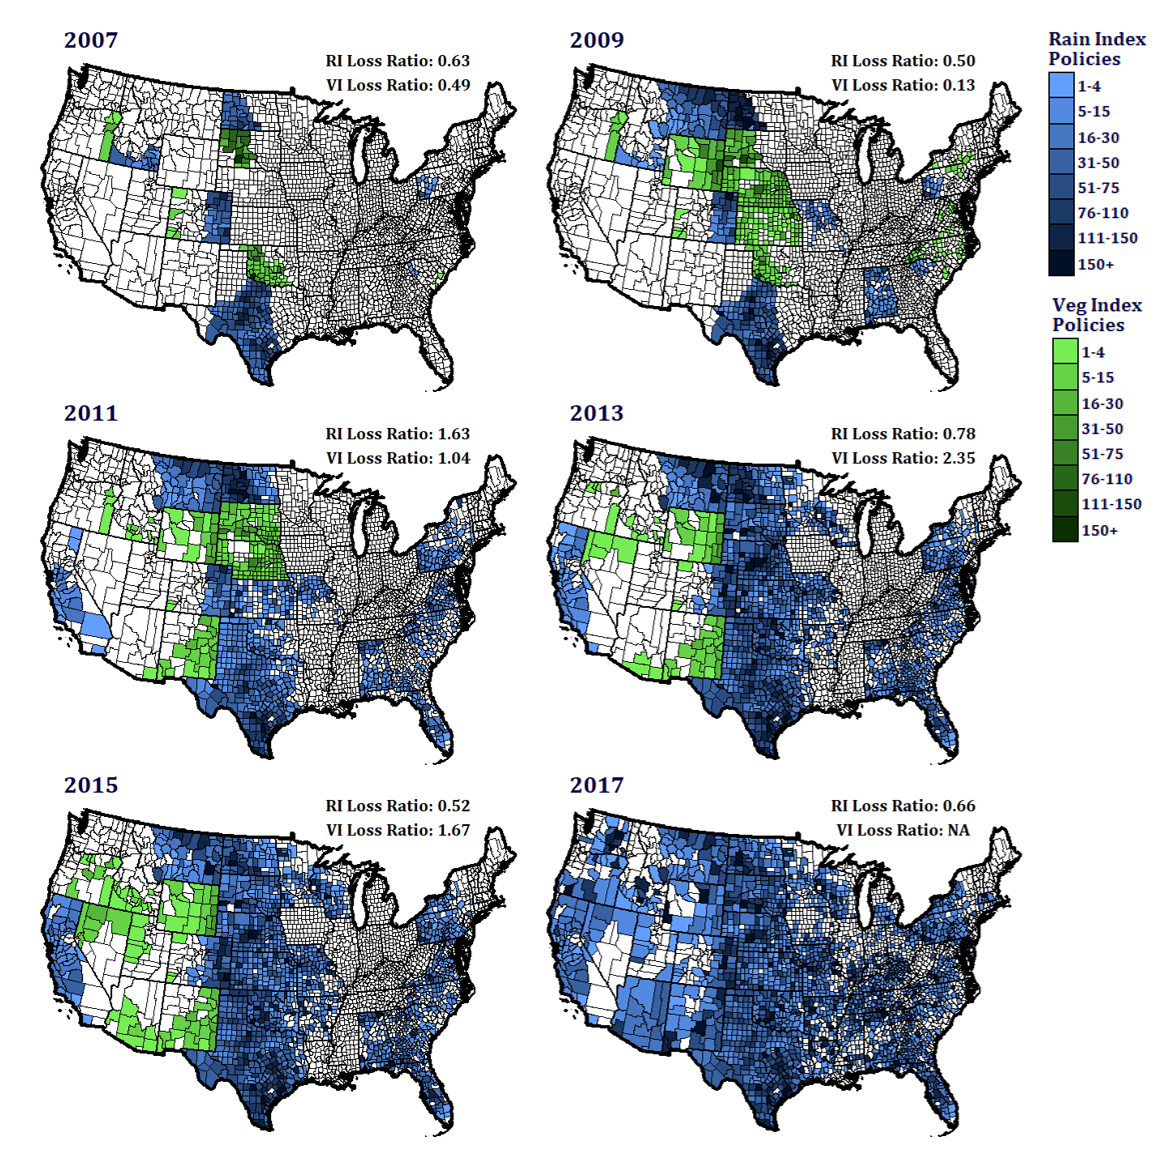 2007
RI Loss Ratio: 0.63
VI Loss Ratio: 0.49
2009
RI Loss Ratio: 0.50
VI Loss Ratio: 0.13
Rain Index
Policies
1-4
5-15
16-30
31-50
51-75
76-110
111-150
150+
Veg Index
Policies
1-4
5-15
16-30
31-50
51-75
76-110
111-150
150+
2011
RI Loss Ratio: 1.63
VI Loss Ratio: 1.04
2013
RI Loss Ratio: 0.78
VI Loss Ratio: 2.35
2015
RI Loss Ratio: 0.52
VI Loss Ratio: 1.67
2017
RI Loss Ratio: 0.66
VI Loss Ratio: NA